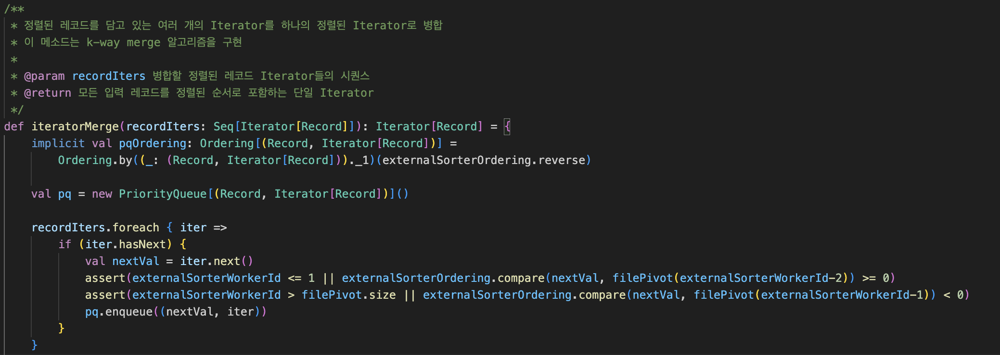 /**
 * 정렬된 레코드를 담고 있는 여러 개의 Iterator를 하나의 정렬된 Iterator로 병합
 * 이 메소드는 k-way merge 알고리즘을 구현
 *
 * @param recordIters 병합할 정렬된 레코드 Iterator들의 시퀀스
 * @return 모든 입력 레코드를 정렬된 순서로 포함하는 단일 Iterator
 */
def iteratorMerge(recordIters: Seq[Iterator[Record]]): Iterator[Record] = {
    implicit val pqOrdering: Ordering[(Record, Iterator[Record])] =
        Ordering.by((_: (Record, Iterator[Record]))._1)(externalSorterOrdering.reverse)
    val pq = new PriorityQueue[(Record, Iterator[Record])]()
    recordIters.foreach { iter =>
        if (iter.hasNext) {
            val nextVal = iter.next()
            assert(externalSorterWorkerId <= 1 || externalSorterOrdering.compare(nextVal, filePivot(externalSorterWorkerId-2)) >= 0)
            assert(externalSorterWorkerId > filePivot.size || externalSorterOrdering.compare(nextVal, filePivot(externalSorterWorkerId-1)) < 0)
            pq.enqueue((nextVal, iter))
        }
    }